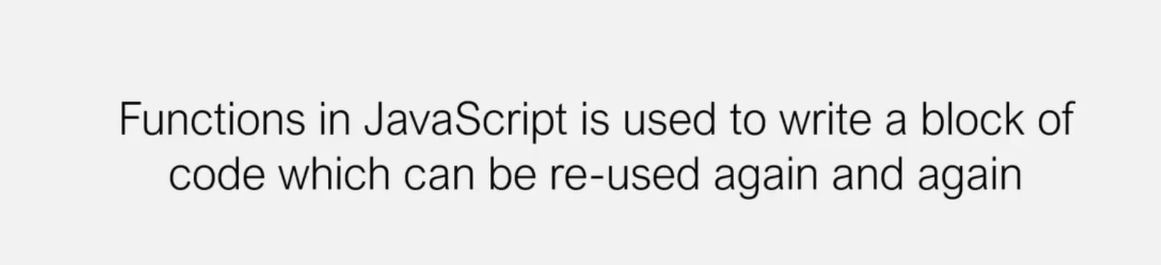 Functions in JavaScript is used to write a block of
code which can be re-used again and again